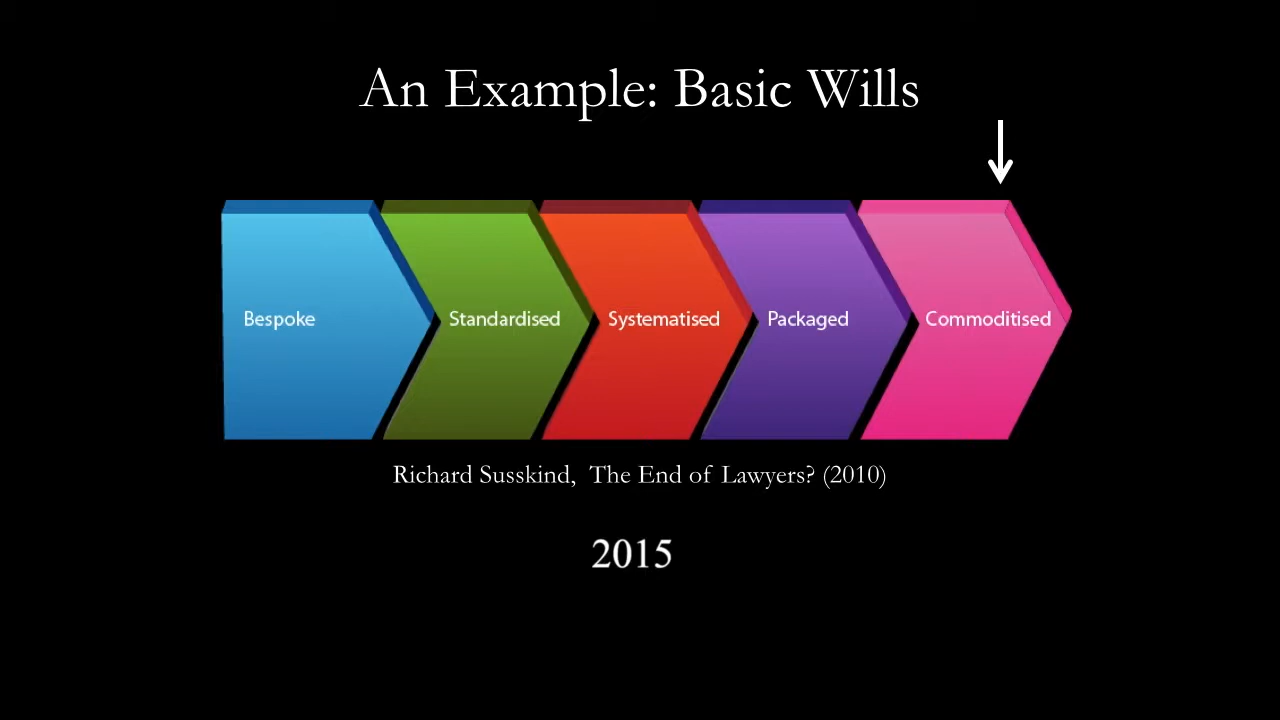 An Example: Basic Wills
Bespoke
Standardised
Systematised
Packaged
Commoditised
Richard Susskind, The End of Lawyers? (2010)
2015